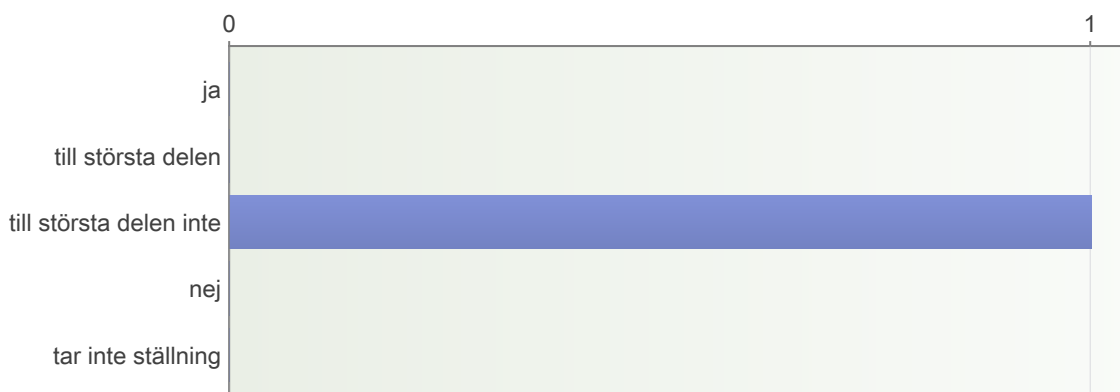 0 1
ja
till största delen
till största delen inte
nej
tar inte ställning